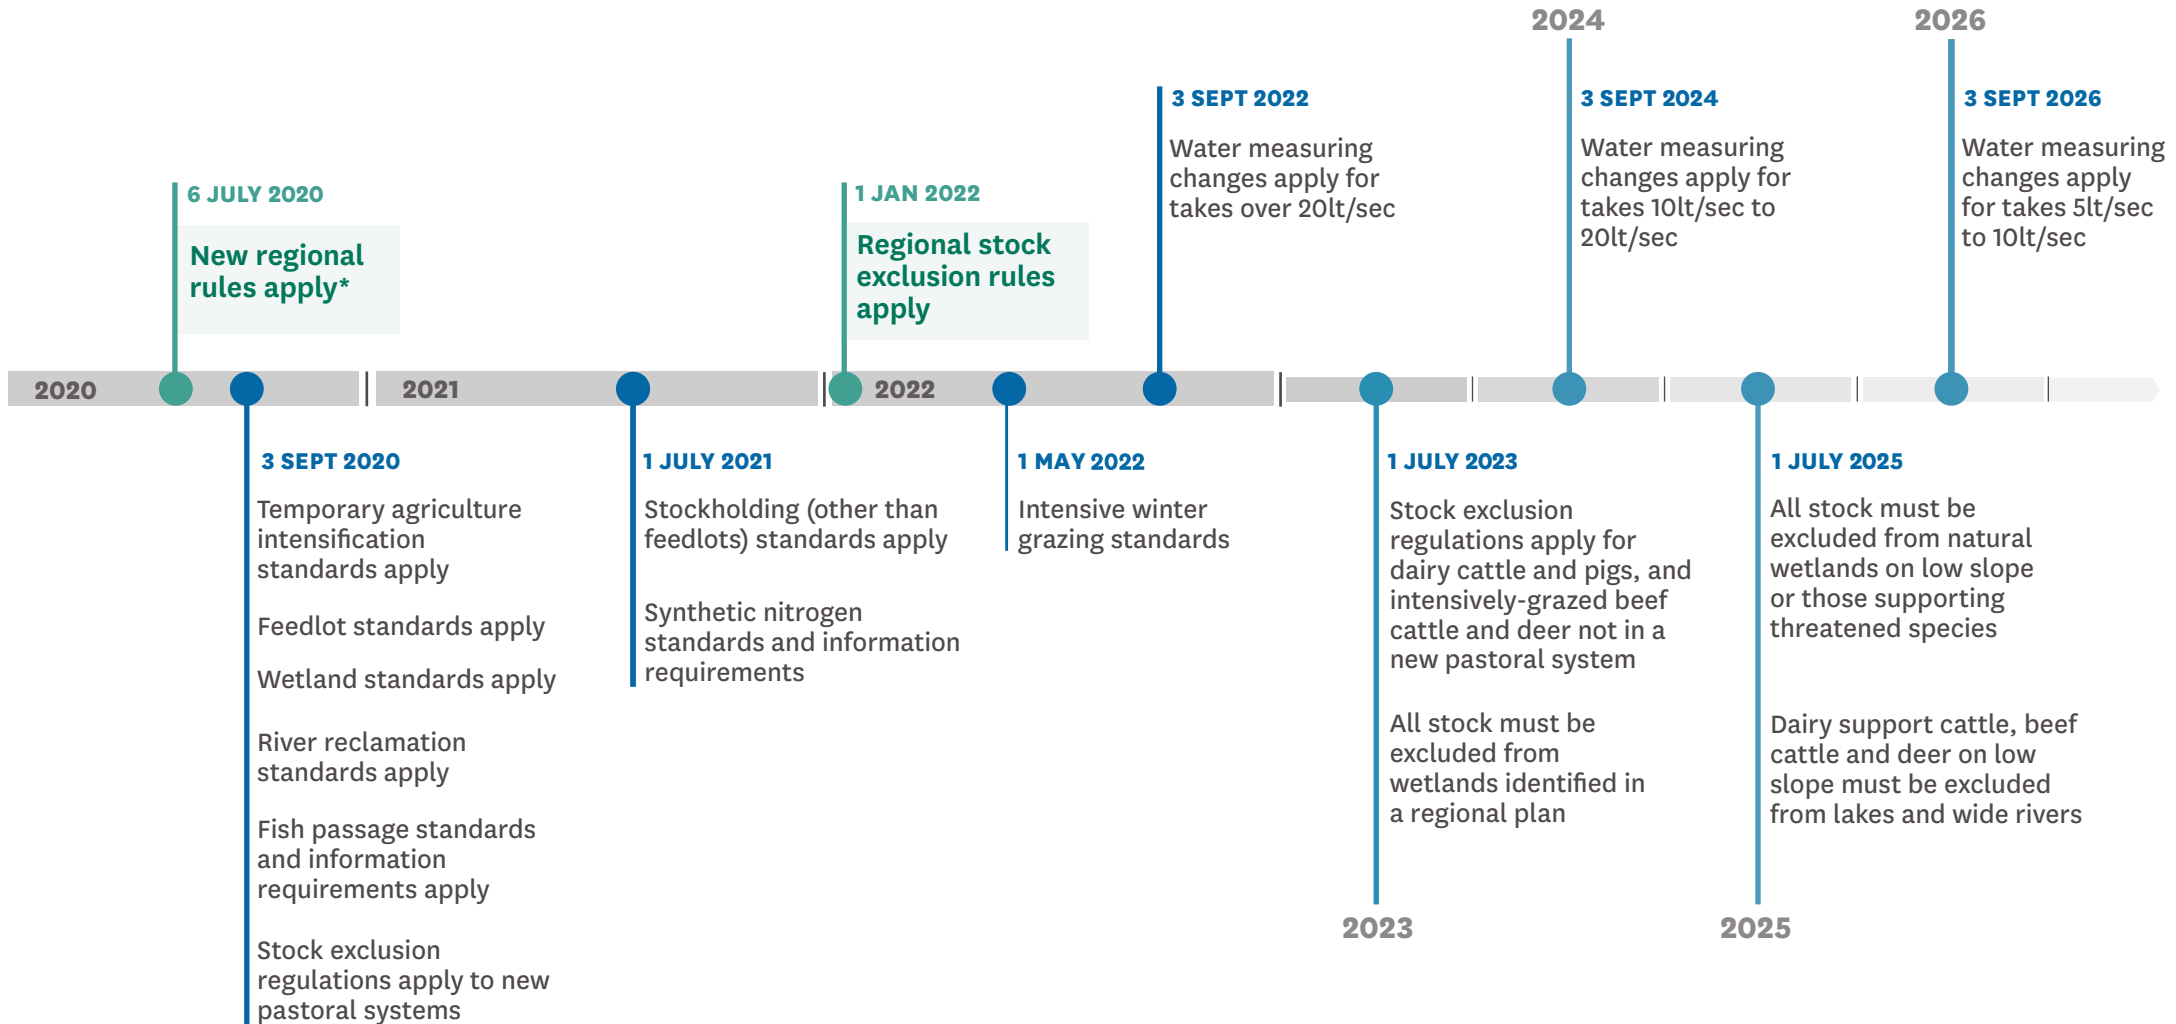 2024
2026
3 SEPT 2022
Water measuring
changes apply for
takes over 20lt/sec
3 SEPT 2024
Water measuring
changes apply for
takes 10lt/sec to
20lt/sec
3 SEPT 2026
Water measuring
changes apply
for takes 5lt/sec
to 10lt/sec
6 JULY 2020
New regional
rules apply*
1 JAN 2022
Regional stock
exclusion rules
apply
2020
2021
2022
3 SEPT 2020
Temporary agriculture
intensification
standards apply
Feedlot standards apply
Wetland standards apply
River reclamation
standards apply
Fish passage standards
and information
requirements apply
Stock exclusion
regulations apply to new
pastoral systems
1 JULY 2021
Stockholding (other than
feedlots) standards apply
Synthetic nitrogen
standards and information
requirements
1 MAY 2022
Intensive winter
grazing standards
1 JULY 2023
Stock exclusion
regulations apply for
dairy cattle and pigs, and
intensively-grazed beef
cattle and deer not in a
new pastoral system
All stock must be
excluded from
wetlands identified in
a regional plan
2023
1 JULY 2025
All stock must be
excluded from natural
wetlands on low slope
or those supporting
threatened species
Dairy support cattle, beef
cattle and deer on low
slope must be excluded
from lakes and wide rivers
2025